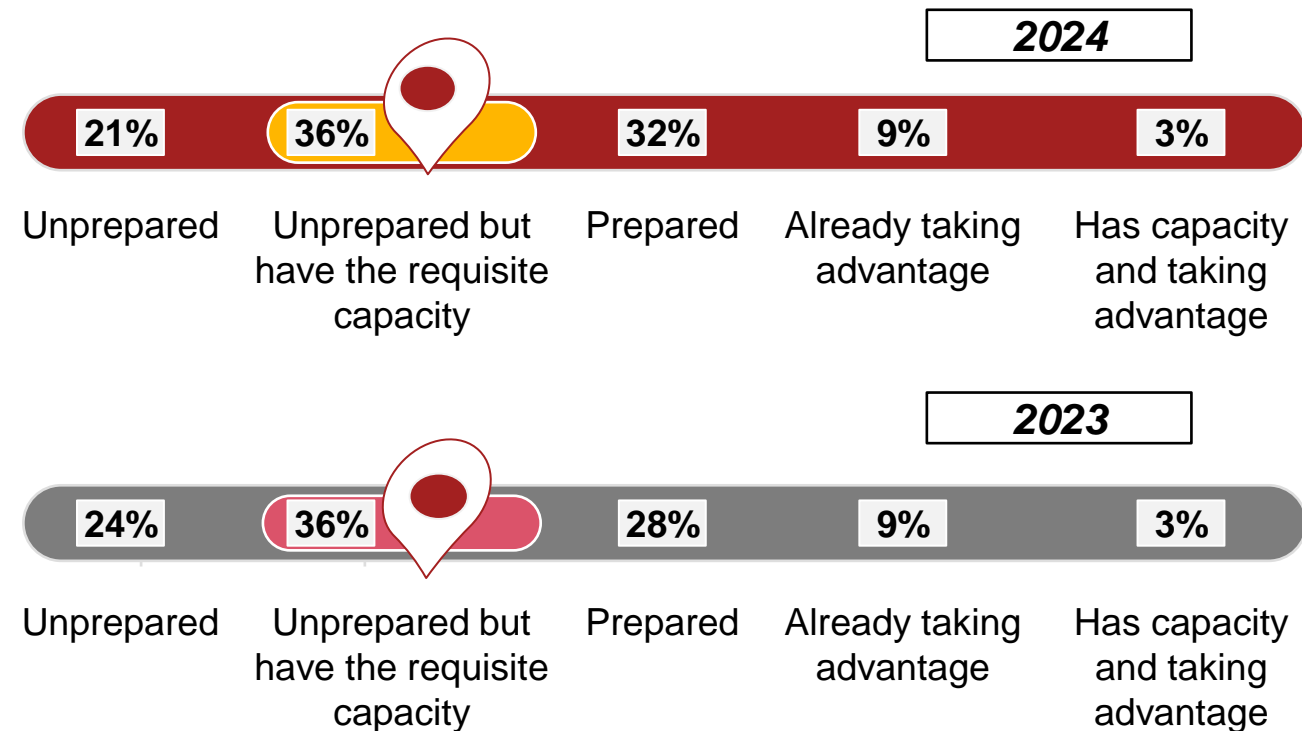 2024
21% 36% 32% 9% 3%
Unprepared Unprepared but Prepared Already taking Has capacity
have the requisite advantage and taking
capacity advantage
2023
24% 36% 28% 9% 3%
Unprepared Unprepared but Prepared Already taking Has capacity
have the requisite advantage and taking
capacity advantage